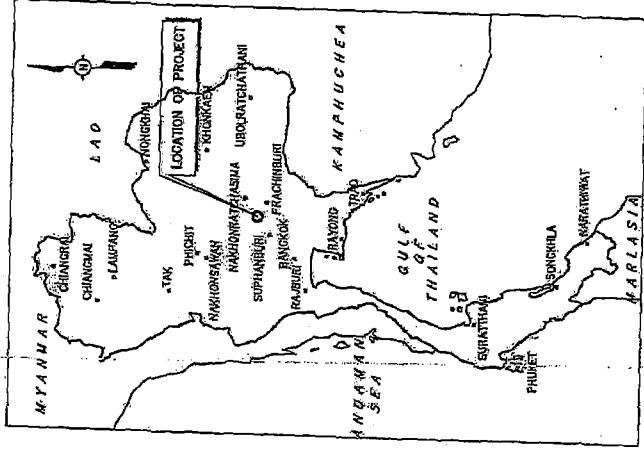 MYANMAR
LAO
N
CHIANGRAI
CHIANGMAI
LAMPANG
NONGKHAI
LOCATION OF PROJECT
TAK
PHICHIT
KHONKAEN
NAKHONSAWAN
UBOLRATCHATHANI
NAKHONRATCHASIMA
SUPHANBURI
PRACHINBURI
BANGKOK
RAJBURI
KAMPHUCHEA
RAYONG
TRAD
GULF
OF
THAILAND
ANDAMAN
SEA
SURATTHANI
PHUKET
SONGKHLA
NARATHIWAT
MARLASIA